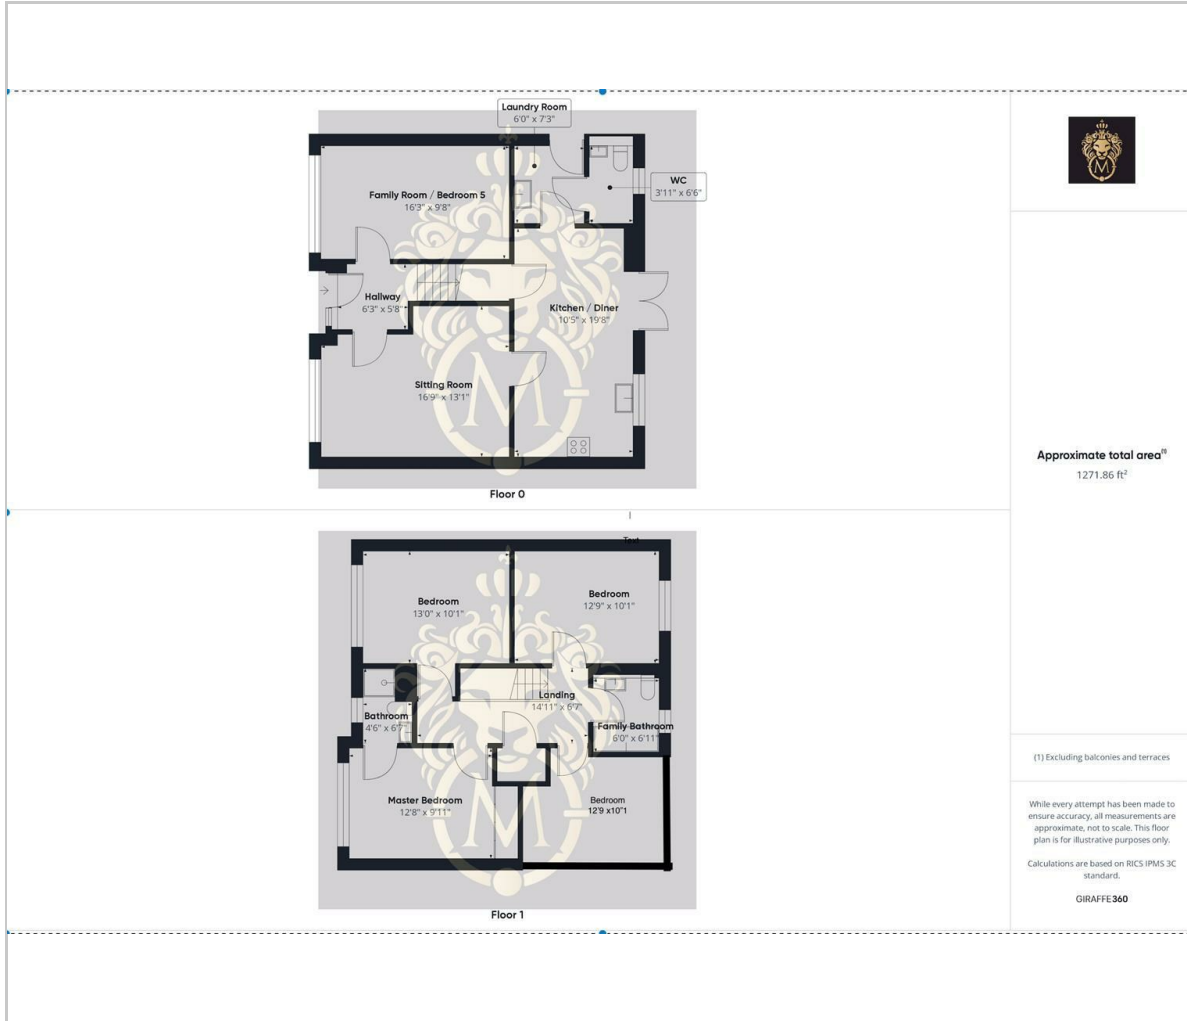 Laundry Room
6'0" x 7'3"
WC
3'11" x 6'6"
Family Room / Bedroom 5
16'3" x 9'8"
Hallway
6'3" x 5'8"
Kitchen / Diner
10'5" x 19'8"
Sitting Room
16'9" x 13'1"
M
Floor 0
Text
Bedroom
13'0" x 10'1"
Bedroom
12'9" x 10'1"
Landing
14'11" x 6'7"
Bathroom
4'6" x 6'7"
Family Bathroom
6'0" x 6'11"
Master Bedroom
12'8" x 9'11"
Bedroom
12'9 x10"1
M
Floor 1
M
Approximate total area(1)
1271.86 ft²
(1) Excluding balconies and terraces
While every attempt has been made to
ensure accuracy, all measurements are
approximate, not to scale. This floor
plan is for illustrative purposes only.
Calculations are based on RICS IPMS 3C
standard.
GIRAFFE360